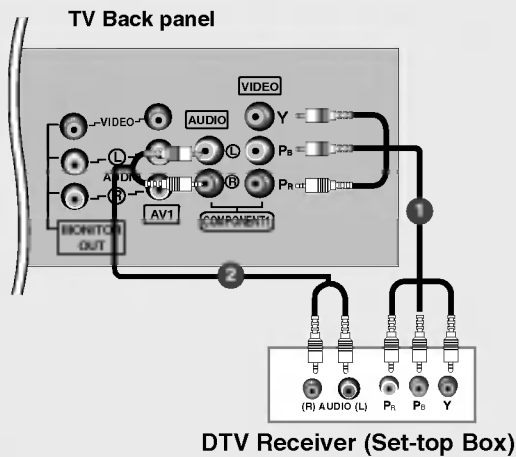 TV Back panel
VIDEO
VIDEO
AUDIO
Y
L
L
PB
AUDIO
R
R
PR
AV1
COMPONENT1
MONITOR
OUT
1
2
(R) AUDIO (L)
PR
PB
Y
DTV Receiver (Set-top Box)